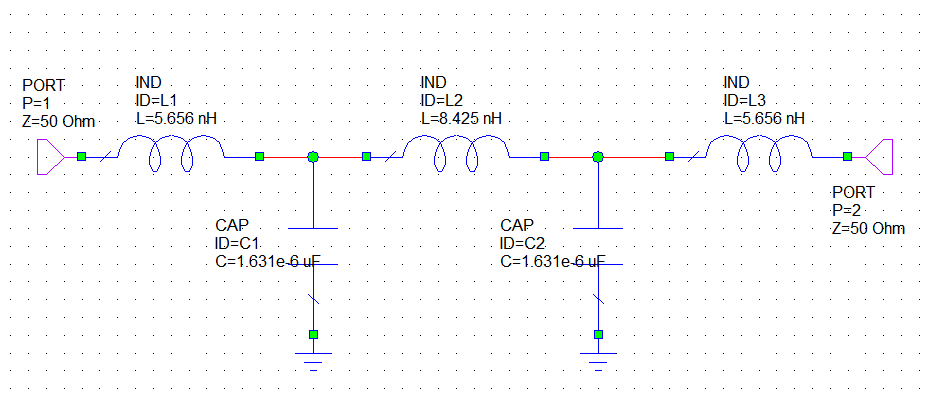 PORT
P=1
Z=50 Ohm
IND
ID=L1
L=5.656 nH
IND
ID=L2
L=8.425 nH
IND
ID=L3
L=5.656 nH
CAP
ID=C1
C=1.631e-6 uF
CAP
ID=C2
C=1.631e-6 uF
PORT
P=2
Z=50 Ohm